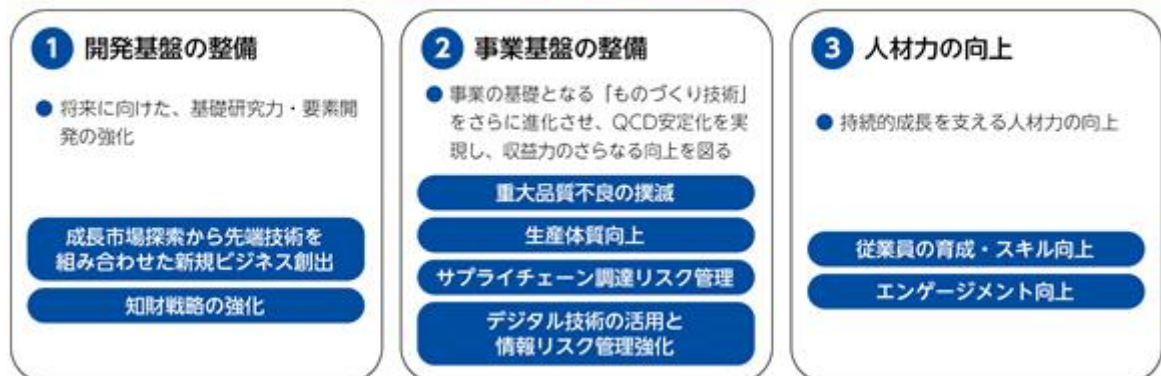 1 開発基盤の整備
● 将来に向けた、基礎研究力・要素開
発の強化
成長市場探索から先端技術を
組み合わせた新規ビジネス創出
知財戦略の強化
2 事業基盤の整備
● 事業の基礎となる「ものづくり技術」
をさらに進化させ、QCD安定化を実
現し、収益力のさらなる向上を図る
重大品質不良の撲滅
生産体質向上
サプライチェーン調達リスク管理
デジタル技術の活用と
情報リスク管理強化
3 人材力の向上
● 持続的成長を支える人材力の向上
従業員の育成・スキル向上
エンゲージメント向上